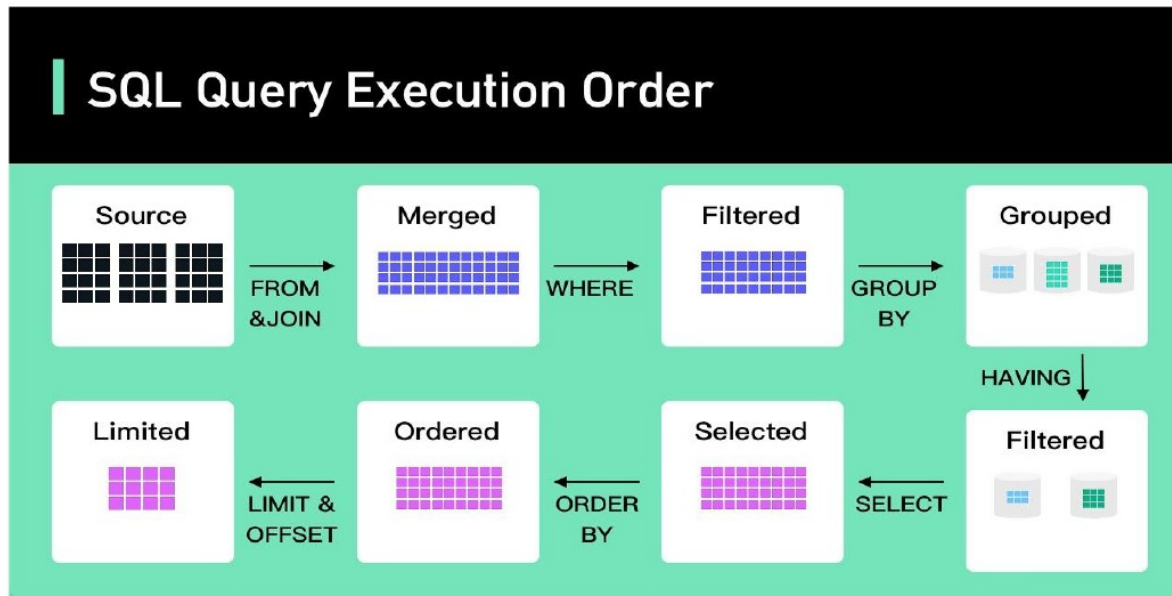 SQL Query Execution Order
Source
FROM
&JOIN
Merged
WHERE
Filtered
GROUP
BY
Grouped
HAVING
Filtered
SELECT
Selected
ORDER
BY
Ordered
LIMIT &
OFFSET
Limited